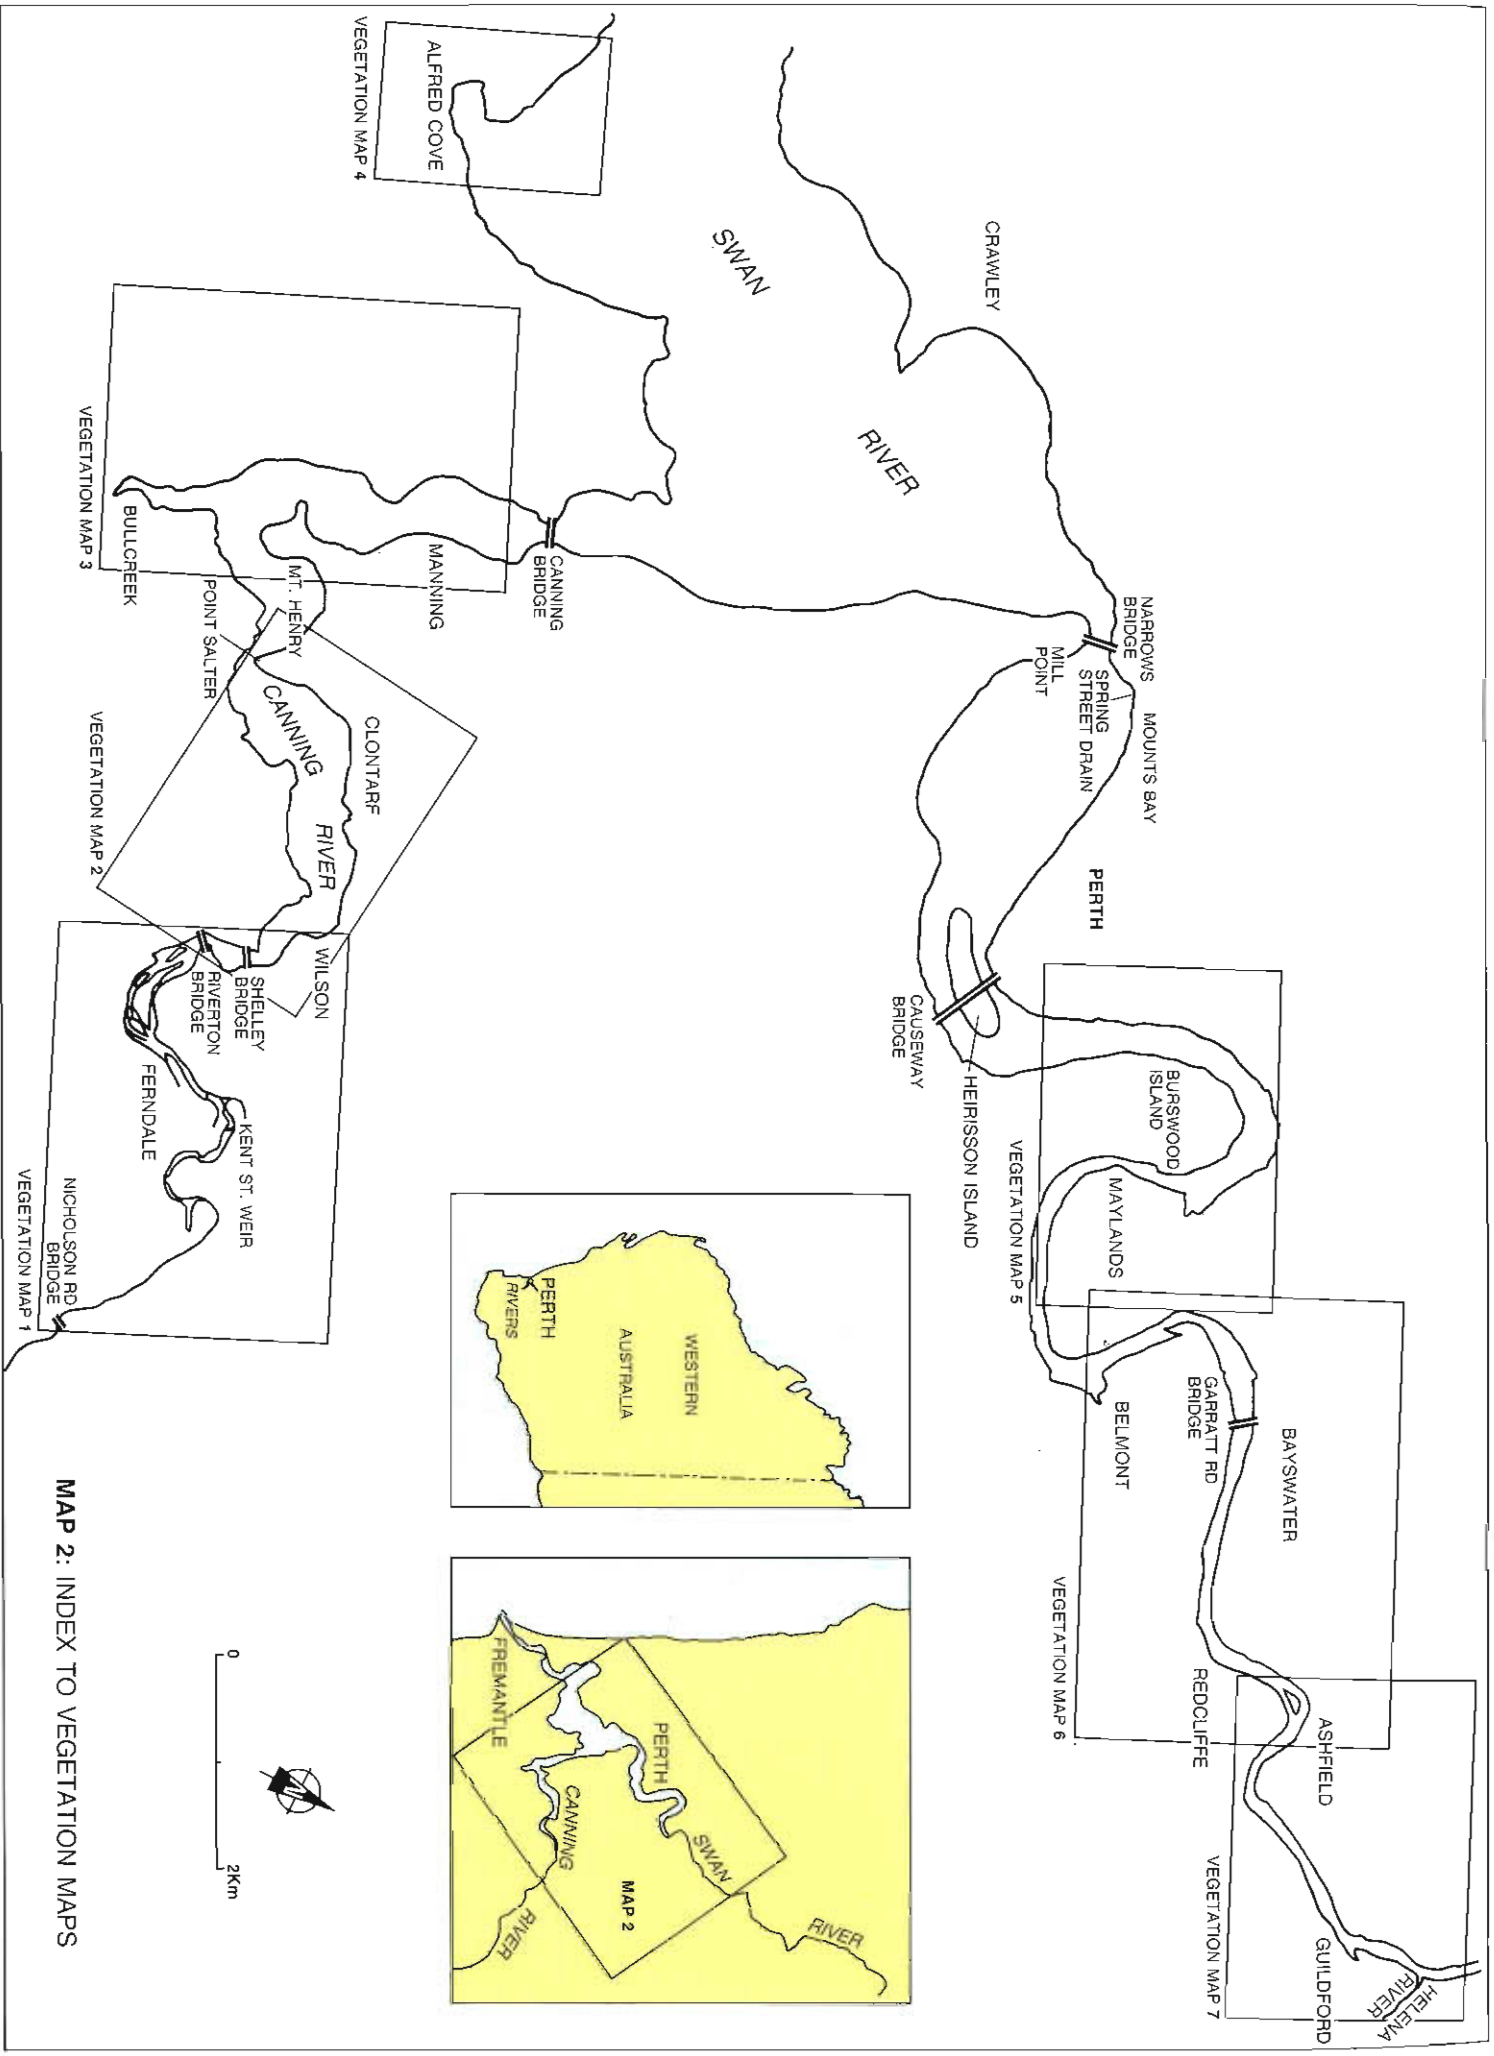 HELENA
RIVER
GUILDFORD
VEGETATION MAP 7
ASHFIELD
REDCLIFFE
VEGETATION MAP 6
BAYSWATER
GARRATT RD
BRIDGE
BELMONT
BURSWOOD
ISLAND
MAYLANDS
VEGETATION MAP 5
PERTH
HEIRISSON ISLAND
CAUSEWAY
BRIDGE
MOUNTS BAY
NARROWS
BRIDGE
SPRING
STREET DRAIN
MILL
POINT
CRAWLEY
SWAN
RIVER
ALFRED COVE
VEGETATION MAP 4
CANNING
BRIDGE
MANNING
MT. HENRY
POINT SALTER
BULLCREEK
VEGETATION MAP 3
CLONTARF
CANNING
RIVER
VEGETATION MAP 2
WILSON
SHELLEY
BRIDGE
RIVERTON
BRIDGE
FERNDALE
KENT ST. WEIR
NICHOLSON RD
BRIDGE
VEGETATION MAP 1
WESTERN
AUSTRALIA
PERTH
RIVERS
RIVER
SWAN
PERTH
MAP 2
CANNING
RIVER
FREMANTLE
0
2Km
MAP 2: INDEX TO VEGETATION MAPS